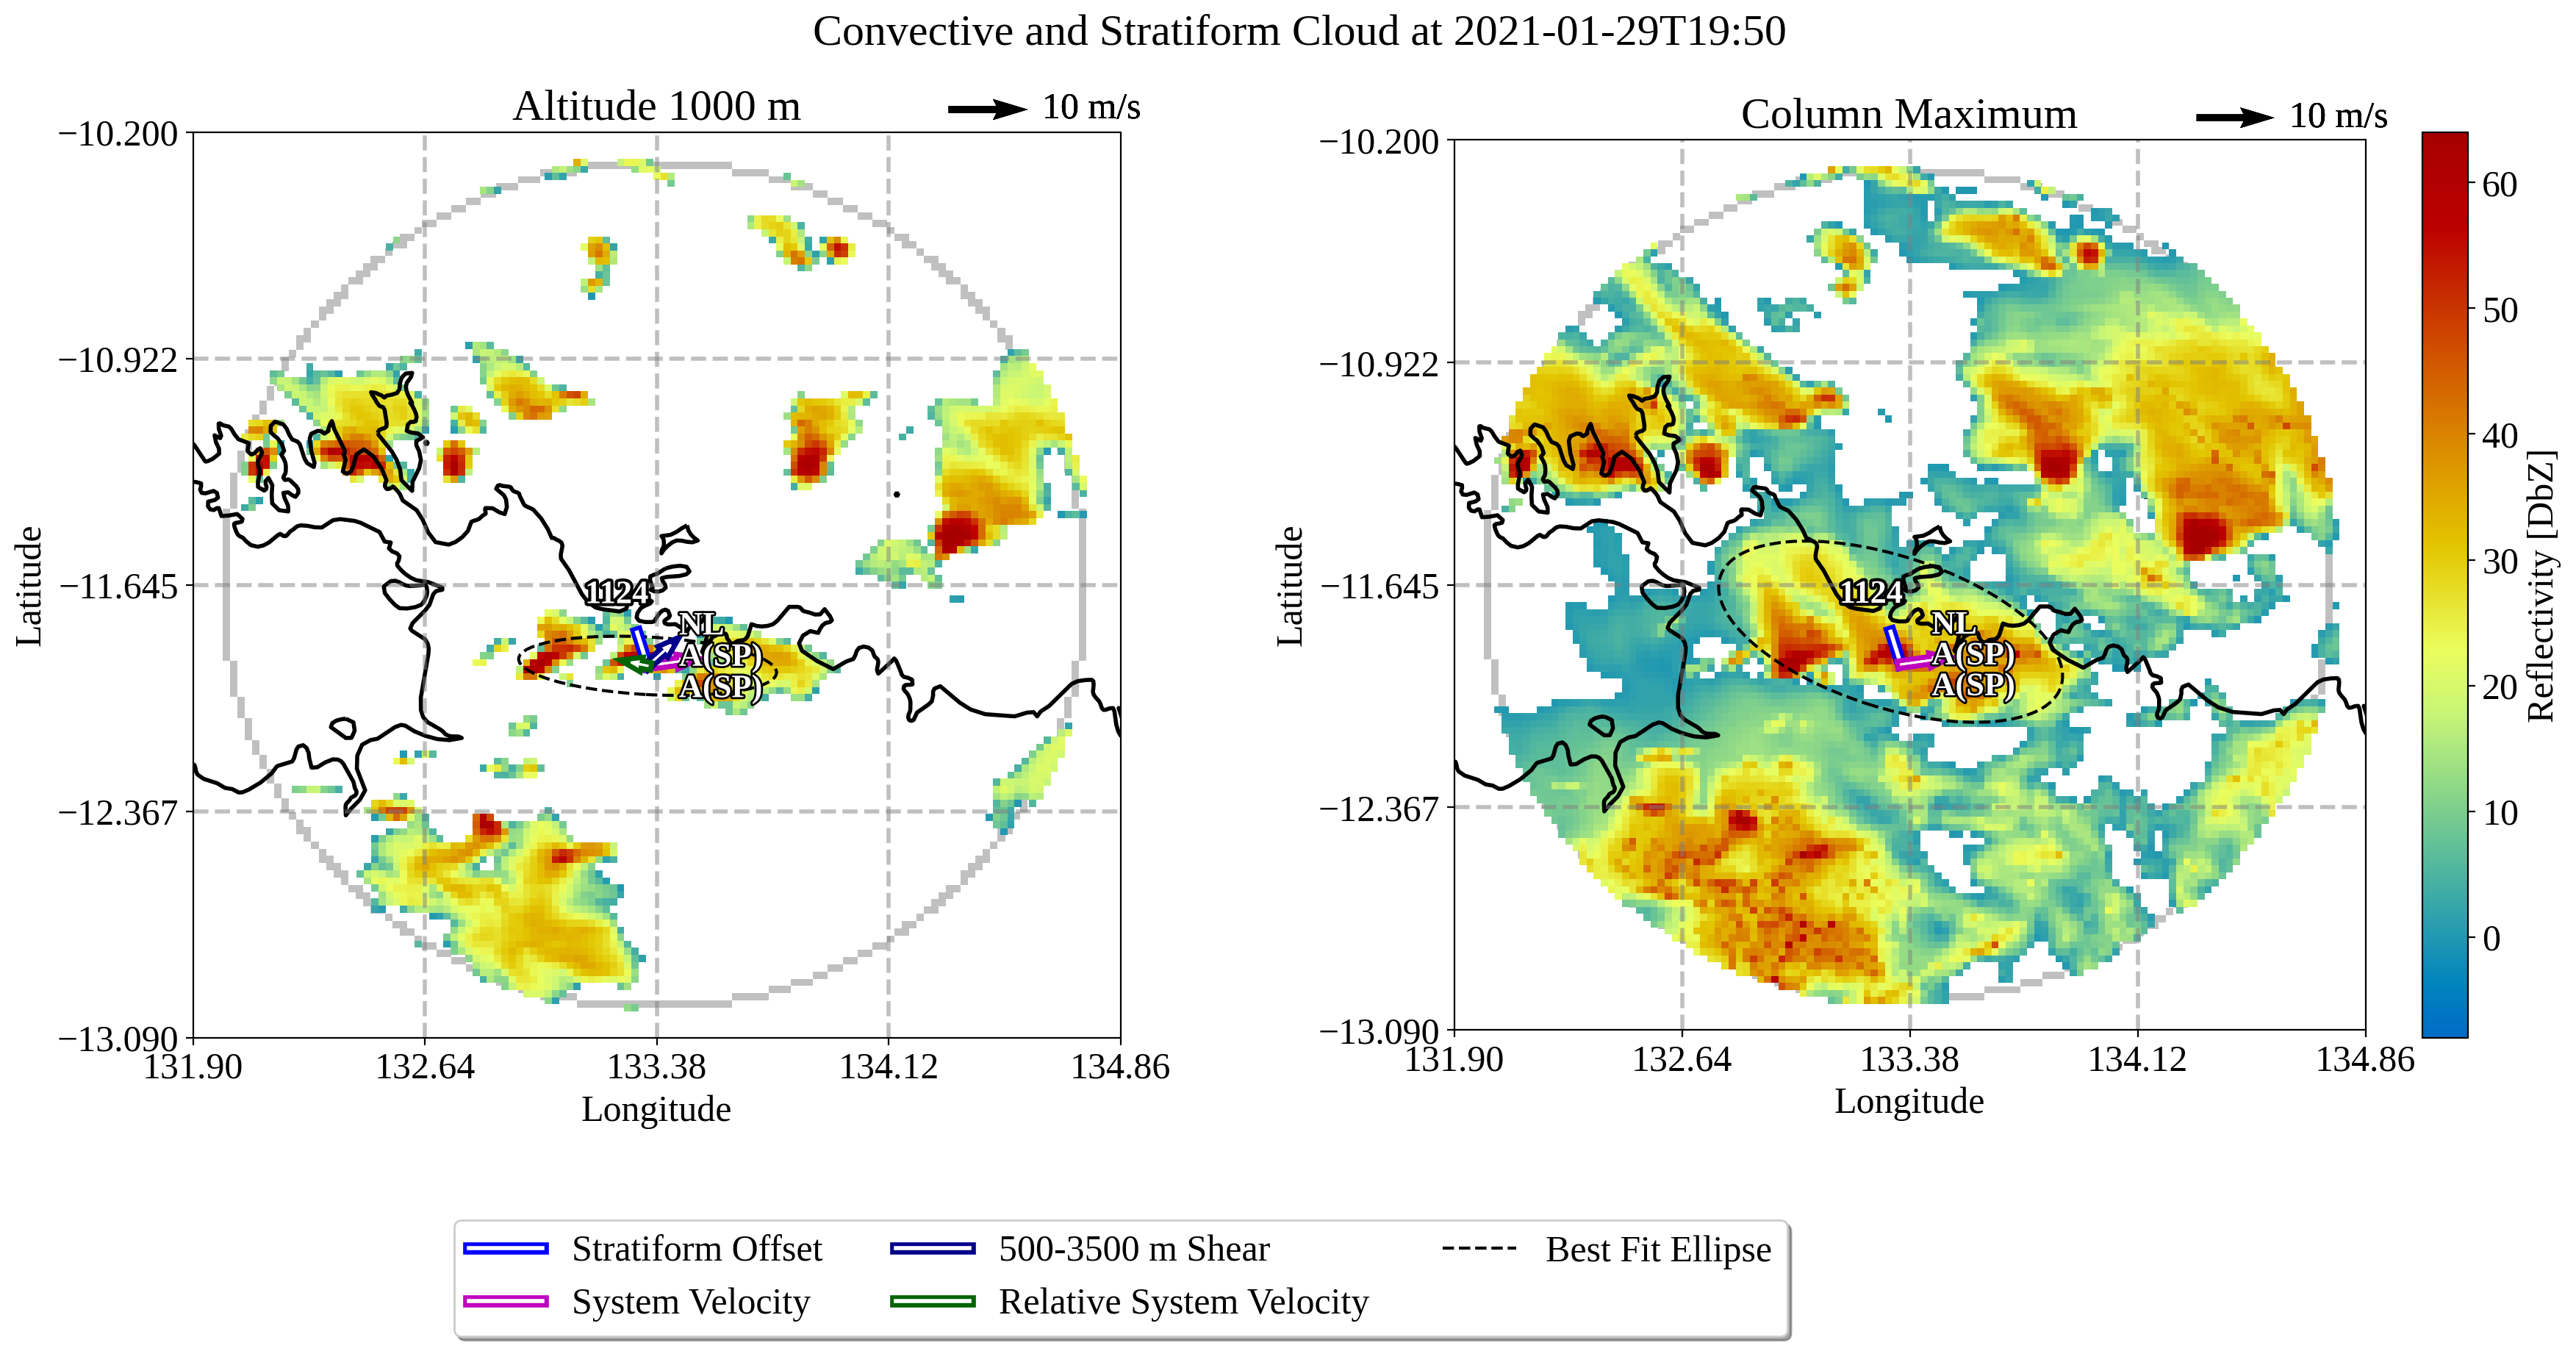 Convective and Stratiform Cloud at 2021-01-29T19:50
Altitude 1000 m
10 m/s
Latitude
−10.200
−10.922
−11.645
−12.367
−13.090
1124
NL
A(SP)
A(SP)
131.90
132.64
133.38
134.12
134.86
Longitude
Column Maximum
10 m/s
Latitude
−10.200
−10.922
−11.645
−12.367
−13.090
1124
NL
A(SP)
A(SP)
131.90
132.64
133.38
134.12
134.86
Longitude
60
50
40
30
20
10
0
Reflectivity [DbZ]
Stratiform Offset
System Velocity
500-3500 m Shear
Relative System Velocity
Best Fit Ellipse